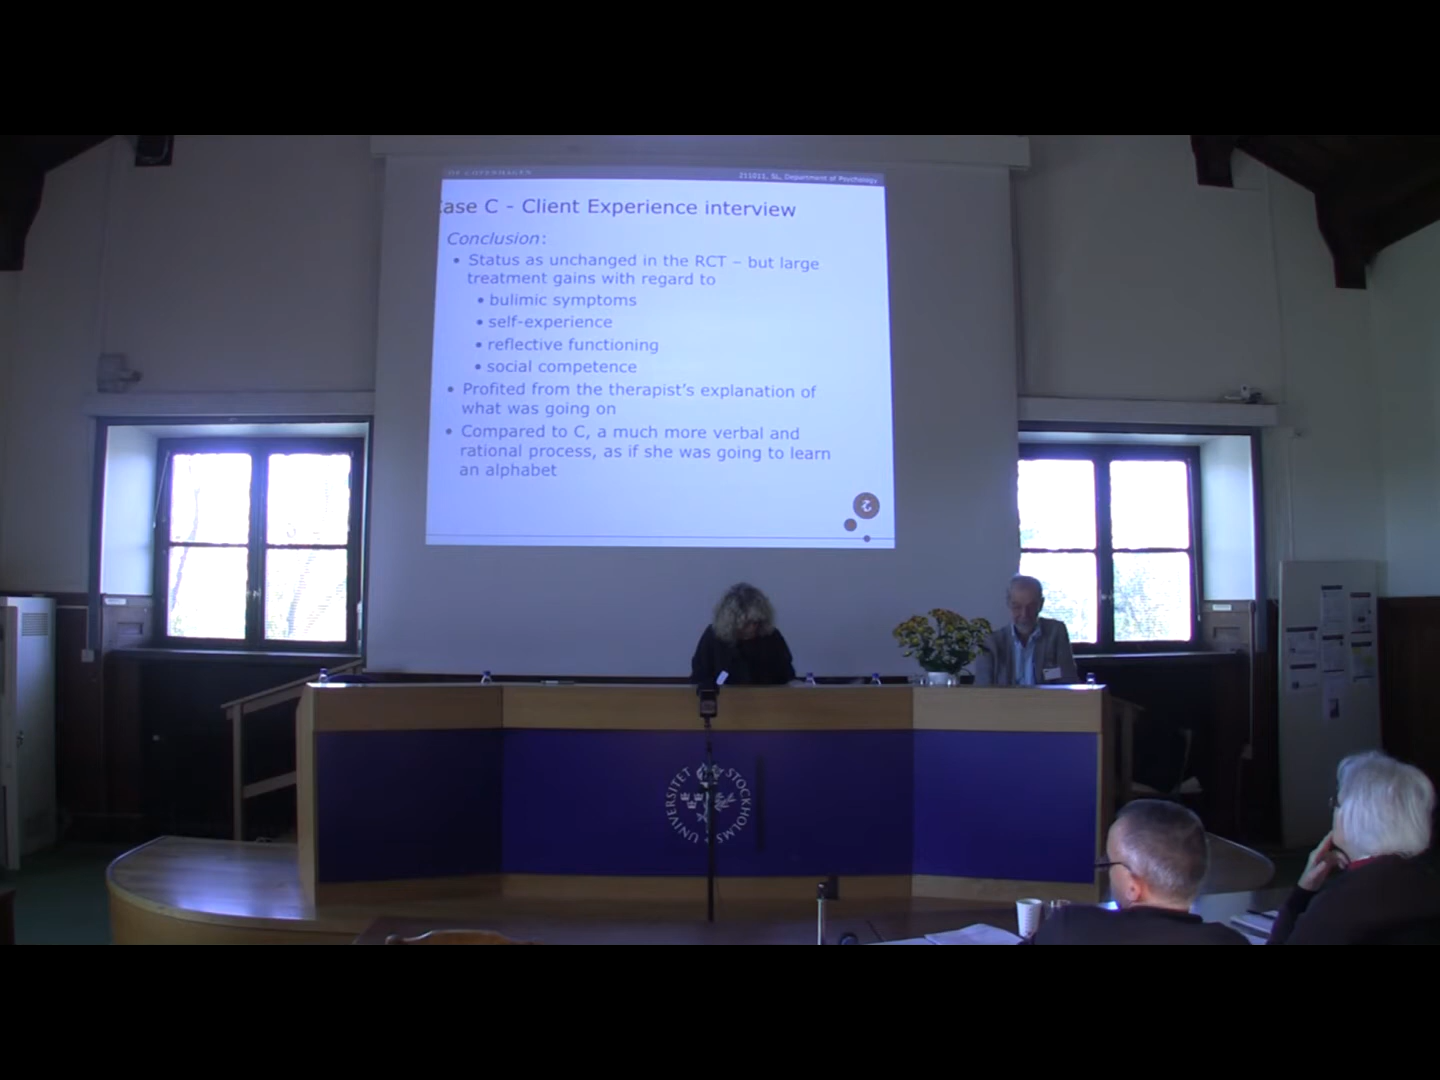 OF COPENHAGEN
211011, SL, Department of Psychology
Case C - Client Experience interview
Conclusion:
• Status as unchanged in the RCT – but large
treatment gains with regard to
• bulimic symptoms
• self-experience
• reflective functioning
• social competence
• Profited from the therapist's explanation of
what was going on
• Compared to C, a much more verbal and
rational process, as if she was going to learn
an alphabet
STOCKHOLMS UNIVERSITET